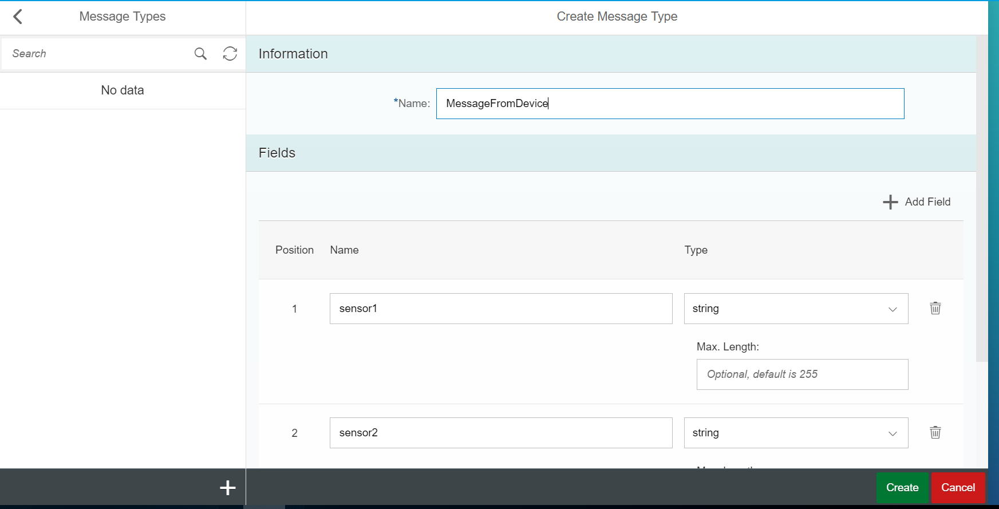 Message Types
Create Message Type
Search
No data
Information
*Name: MessageFromDevice
Fields
Add Field
Position Name Type
1 sensor1 string
Max. Length:
Optional, default is 255
2 sensor2 string
Create Cancel